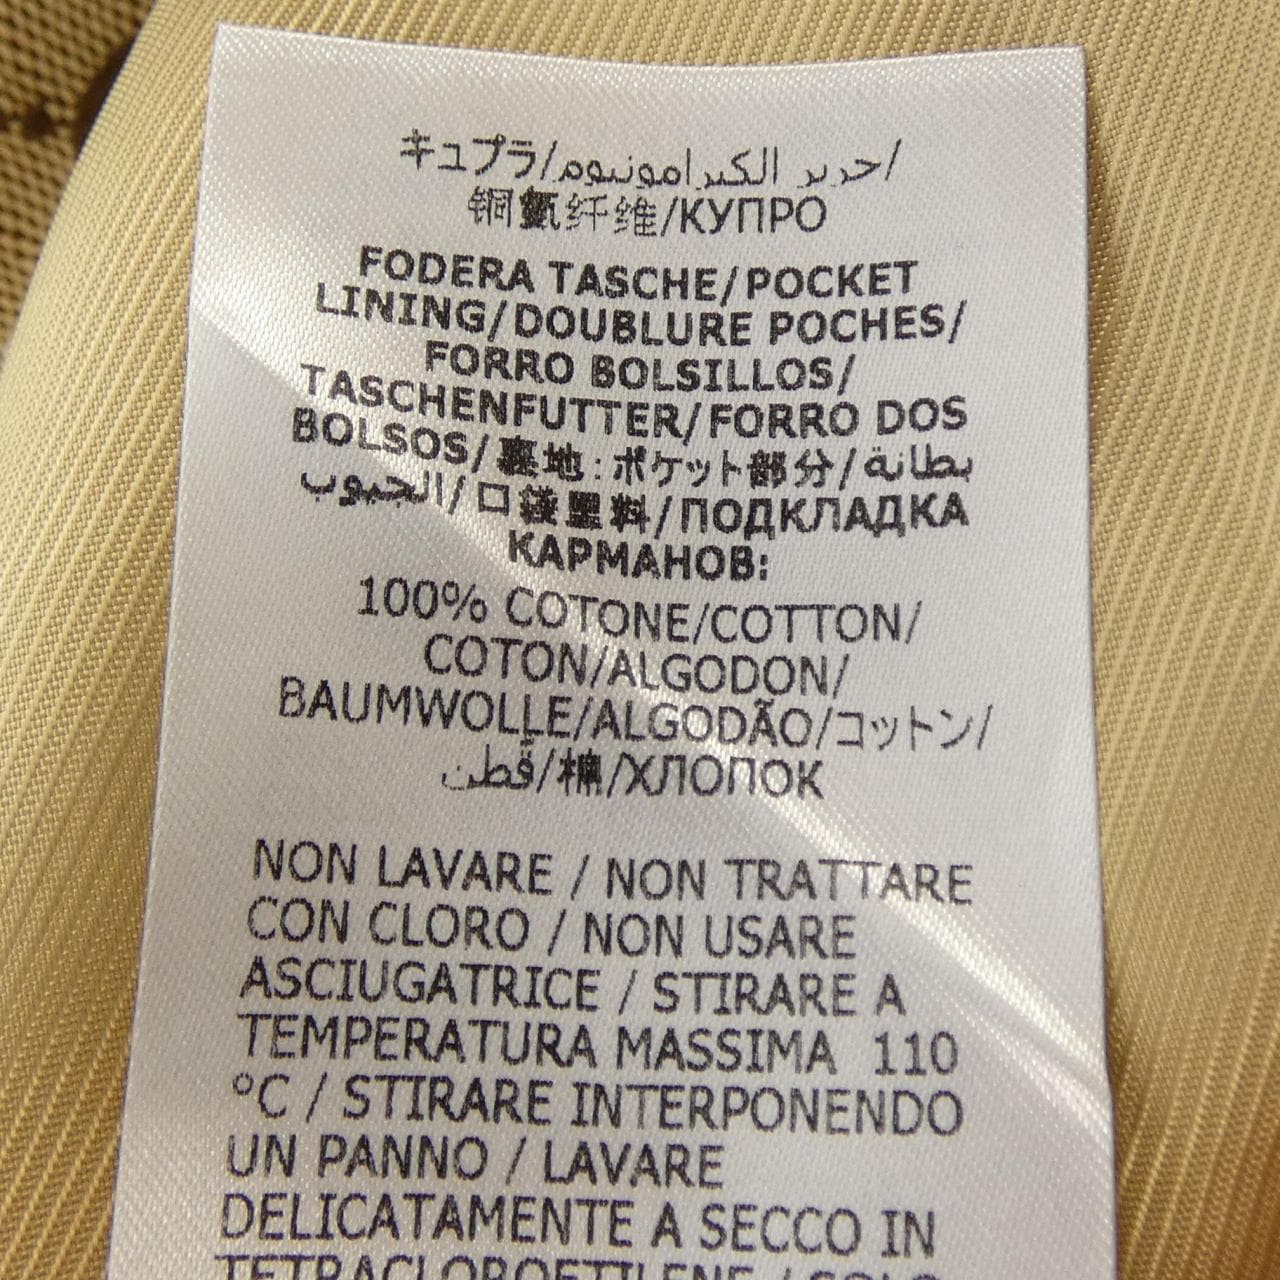 キュプラ/حرير الكبرامونيوم/
铜氨纤维/КУПРО
FODERA TASCHE/POCKET
LINING/DOUBLURE POCHES/
FORRO BOLSILLOS/
TASCHENFUTTER/FORRO DOS
BOLSOS/裏地:ポケット部分/بطانة
الجيوب/口袋里料/ПОДКЛАДКА
КАРМАНОВ:
100% COTONE/COTTON/
COTON/ALGODON/
BAUMWOLLE/ALGODÃO/コットン/
قطن/棉/ХЛОПОК
NON LAVARE / NON TRATTARE
CON CLORO / NON USARE
ASCIUGATRICE / STIRARE A
TEMPERATURA MASSIMA 110
°C / STIRARE INTERPONENDO
UN PANNO / LAVARE
DELICATAMENTE A SECCO IN
TETRACLOROETILENE / SOLO